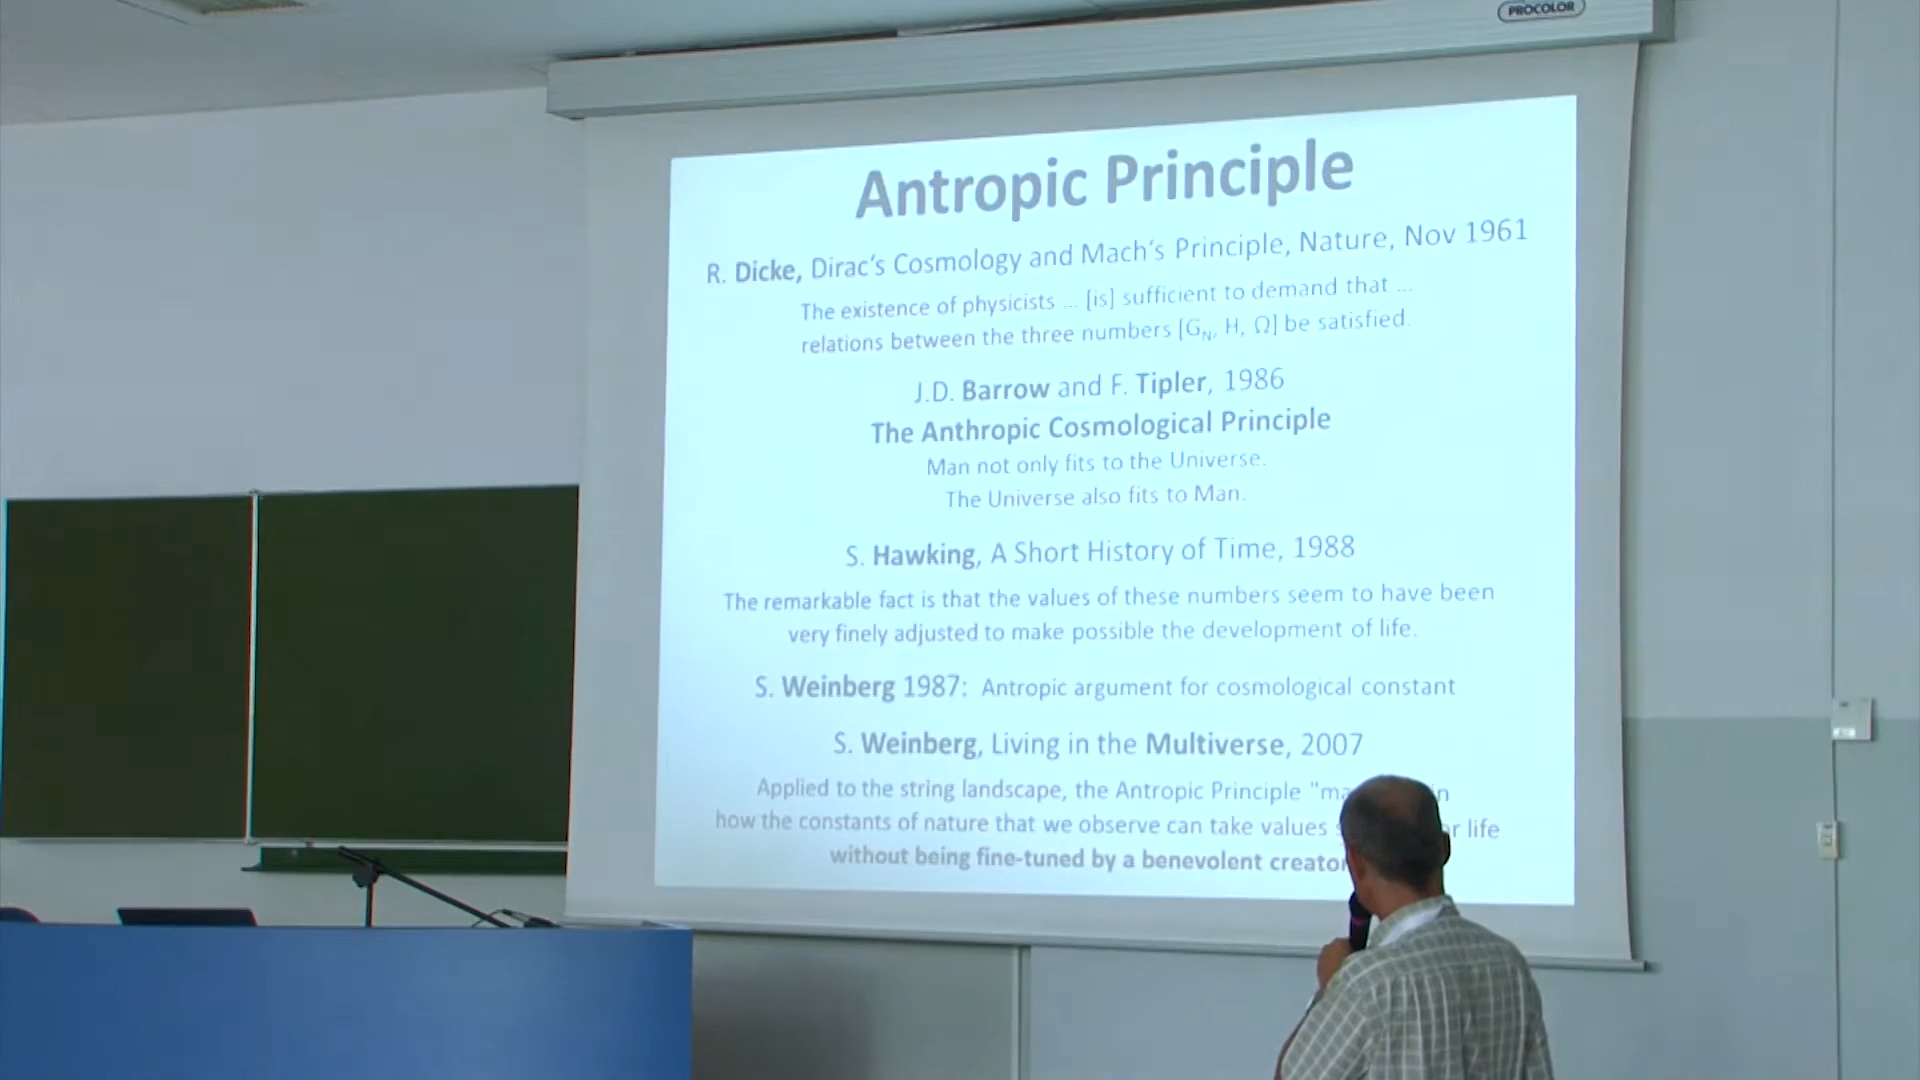 PROCOLOR
Antropic Principle
R. Dicke, Dirac's Cosmology and Mach's Principle, Nature, Nov 1961
The existence of physicists ... [is] sufficient to demand that ...
relations between the three numbers [GN, H, Ω] be satisfied.
J.D. Barrow and F. Tipler, 1986
The Anthropic Cosmological Principle
Man not only fits to the Universe.
The Universe also fits to Man.
S. Hawking, A Short History of Time, 1988
The remarkable fact is that the values of these numbers seem to have been
very finely adjusted to make possible the development of life.
S. Weinberg 1987: Antropic argument for cosmological constant
S. Weinberg, Living in the Multiverse, 2007
Applied to the string landscape, the Antropic Principle
how the constants of nature that we observe can take values life
without being fine-tuned by a benevolent creator